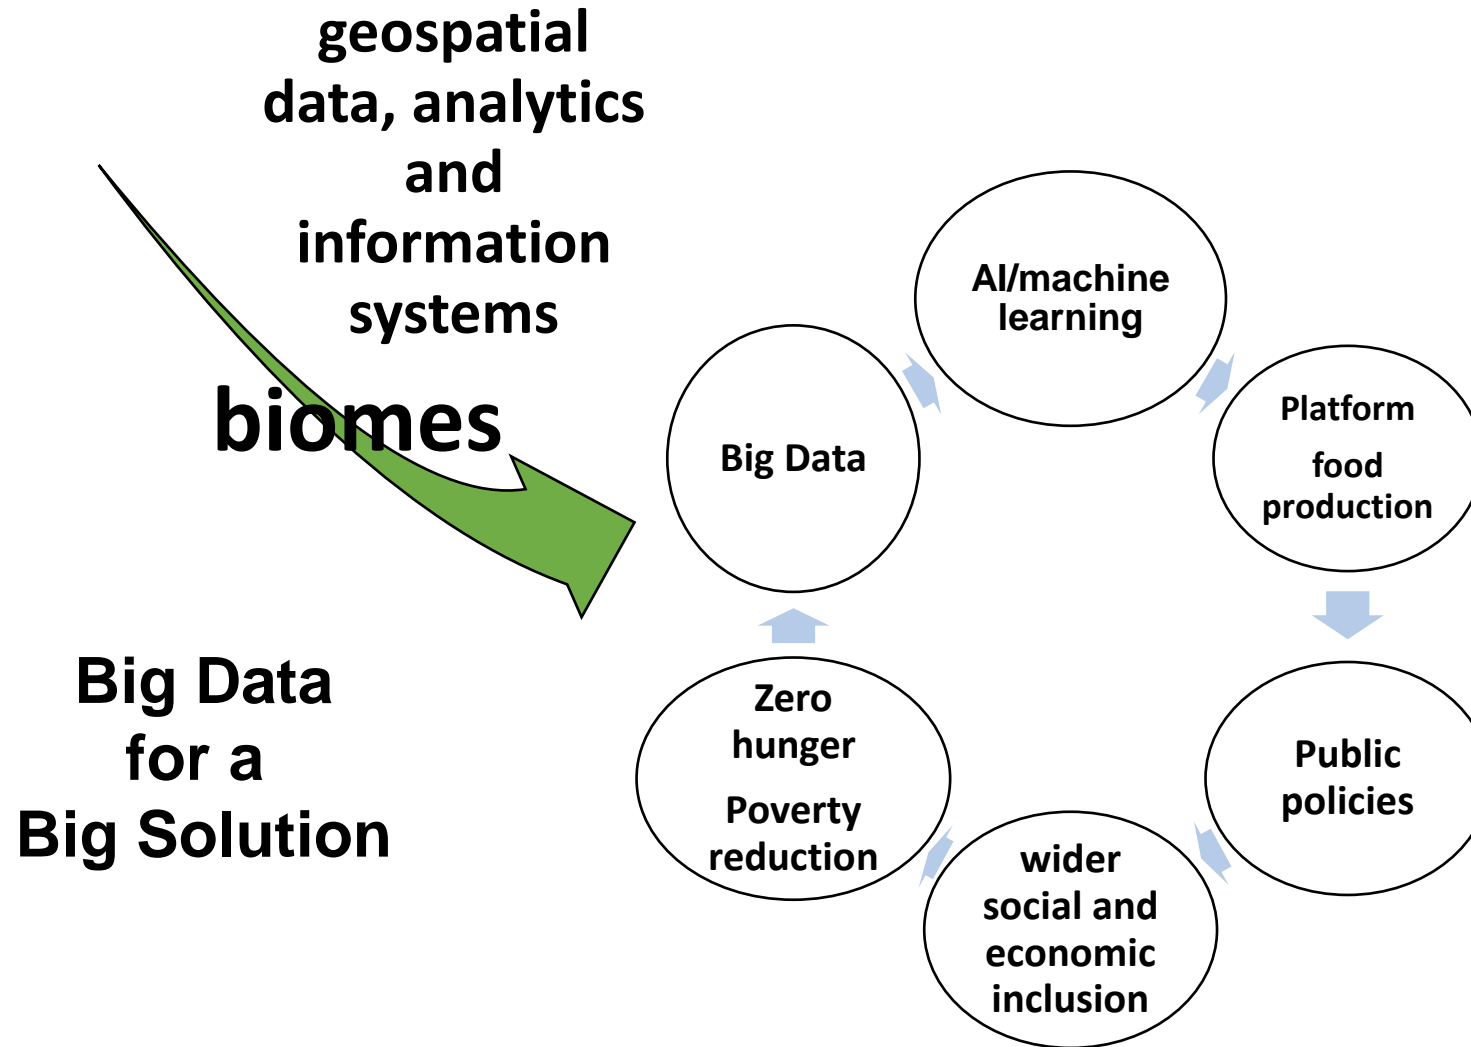 geospatial
data, analytics
and
information
systems
biomes
Big Data
for a
Big Solution
Big Data
AI/machine
learning
Platform
food
production
Public
policies
wider
social and
economic
inclusion
Zero
hunger
Poverty
reduction